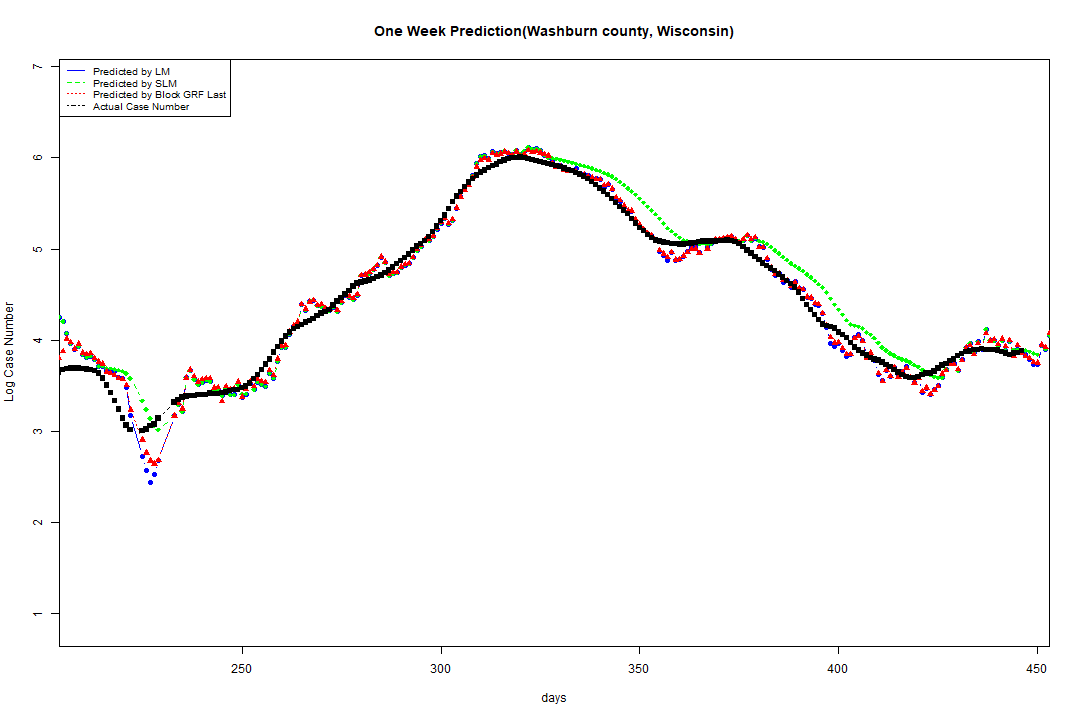 One Week Prediction(Washburn county, Wisconsin)
Predicted by LM
Predicted by SLM
Predicted by Block GRF Last
Actual Case Number
7
6
5
4
3
2
1
Log Case Number
250 300 350 400 450
days